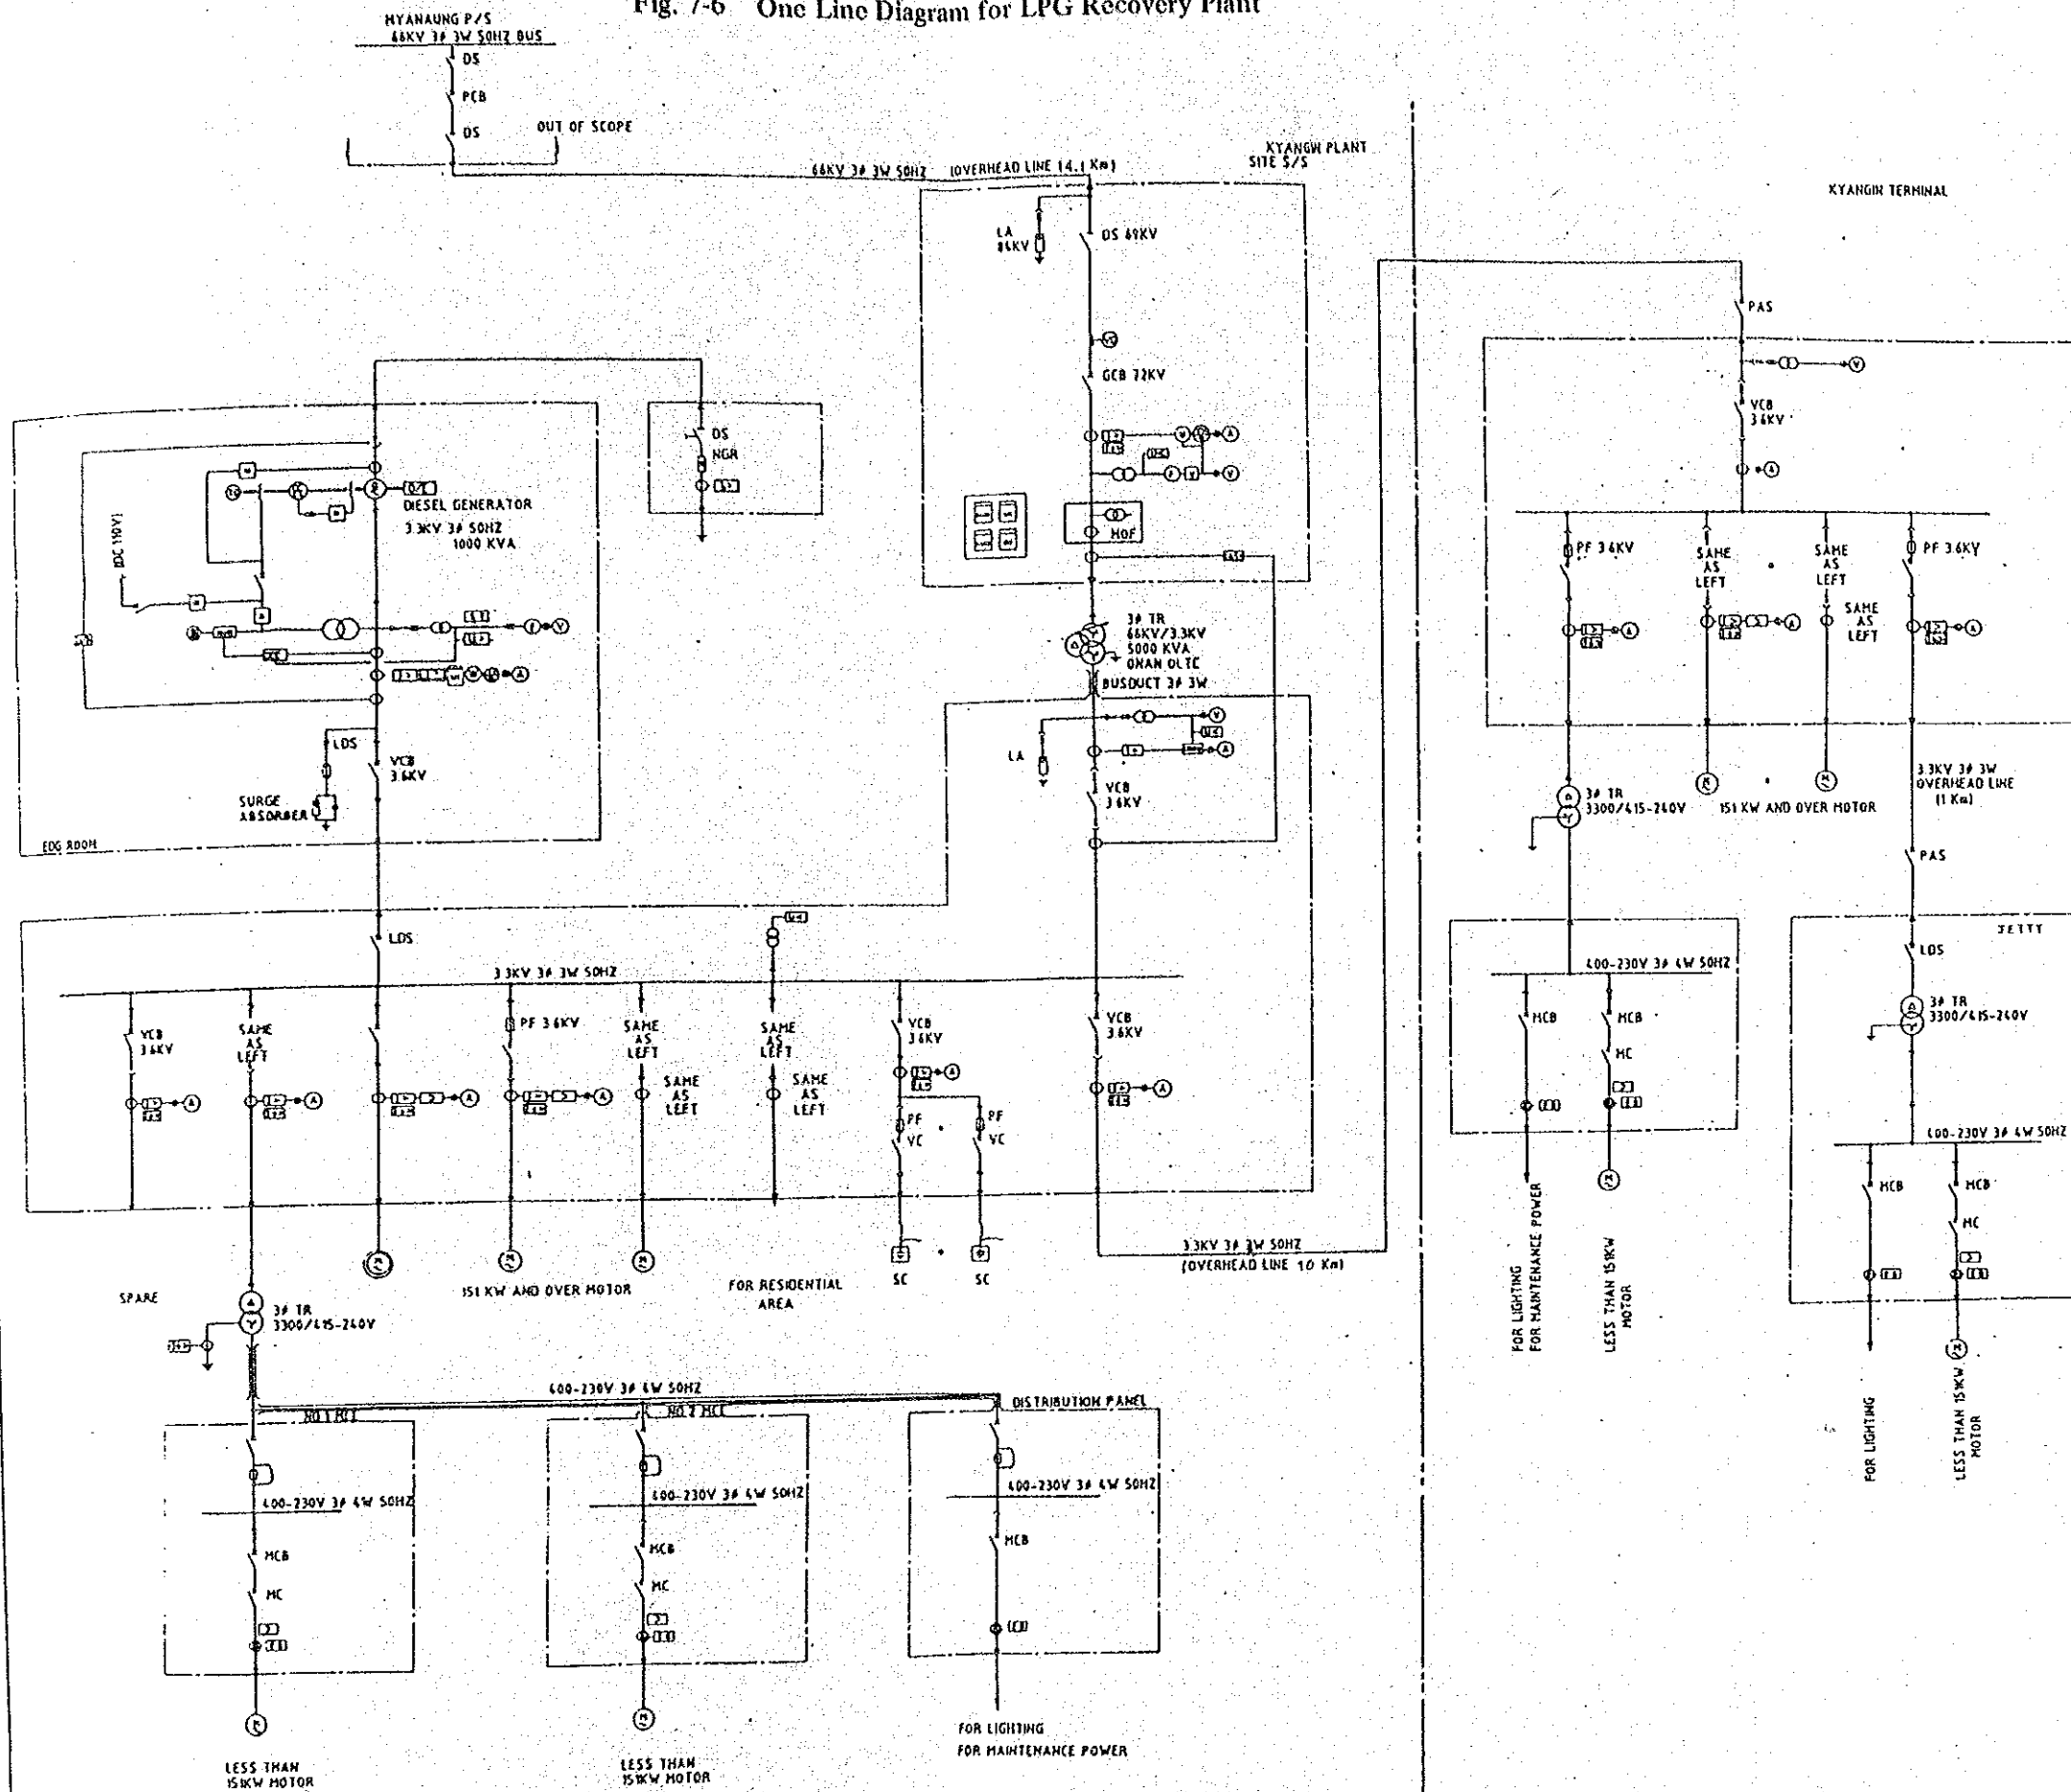 Fig. 7-6 One Line Diagram for LPG Recovery Plant
MYANAUNG P/S
66KV 3φ 3W 50HZ BUS
DS
PCB
DS
OUT OF SCOPE
66KV 3φ 3W 50HZ (OVERHEAD LINE 14.1 Km)
KYANGIN PLANT
SITE S/S
KYANGIN TERMINAL
LA
84KV
DS 69KV
GCB 72KV
MOF
3φ TR
66KV/3.3KV
5000 KVA
ONAN OLTC
BUSDUCT 3φ 3W
LA
VCB
3.6KV
DS
NGR
DIESEL GENERATOR
3.3KV 3φ 50HZ
1000 KVA
(DC 110V)
LDS
VCB
3.6KV
SURGE
ABSORBER
EDG ROOM
LDS
3.3KV 3φ 3W 50HZ
VCB
3.6KV
SAME
AS
LEFT
PF 3.6KV
SAME
AS
LEFT
SAME
AS
LEFT
SAME
AS
LEFT
SAME
AS
LEFT
VCB
3.6KV
PF
VC
PF
VC
VCB
3.6KV
SPARE
151 KW AND OVER MOTOR
FOR RESIDENTIAL
AREA
SC
SC
3.3KV 3φ 3W 50HZ
(OVERHEAD LINE 10 Km)
3φ TR
3300/415-240V
400-230V 3φ 4W 50HZ
NO.1 MCC
NO.2 MCC
DISTRIBUTION PANEL
400-230V 3φ 4W 50HZ
MCB
MC
LESS THAN
151KW MOTOR
400-230V 3φ 4W 50HZ
MCB
MC
LESS THAN
151KW MOTOR
400-230V 3φ 4W 50HZ
MCB
FOR LIGHTING
FOR MAINTENANCE POWER
PAS
VCB
3.6KV
PF 3.6KV
SAME
AS
LEFT
SAME
AS
LEFT
SAME
AS
LEFT
PF 3.6KV
3φ TR
3300/415-240V
151 KW AND OVER MOTOR
3.3KV 3φ 3W
OVERHEAD LINE
(1 Km)
PAS
400-230V 3φ 4W 50HZ
MCB
MCB
MC
FOR LIGHTING
FOR MAINTENANCE POWER
LESS THAN 151KW
MOTOR
JETTY
LDS
3φ TR
3300/415-240V
400-230V 3φ 4W 50HZ
MCB
MCB
MC
FOR LIGHTING
LESS THAN 151KW
MOTOR